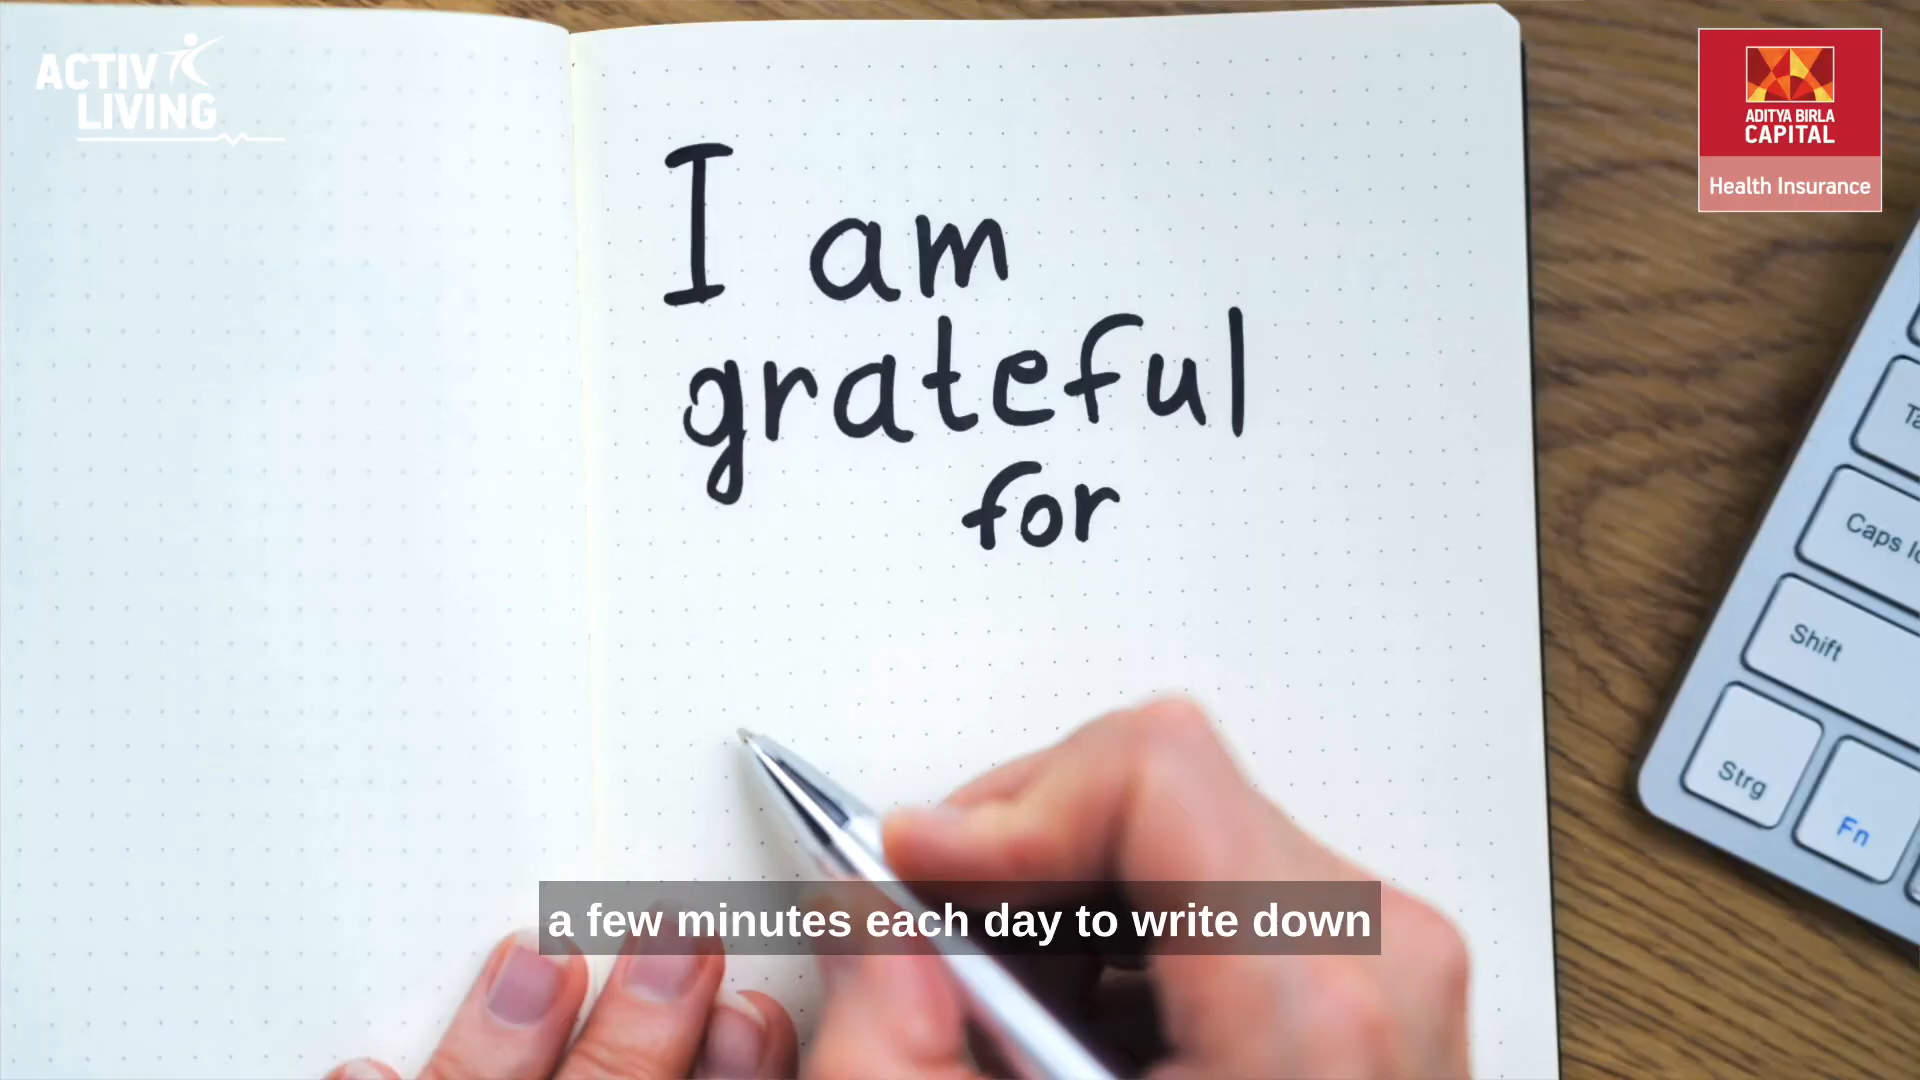 ACTIV
LIVING
ADITYA BIRLA
CAPITAL
Health Insurance
I am
grateful
for
Caps lo
Shift
Strg
Fn
a few minutes each day to write down